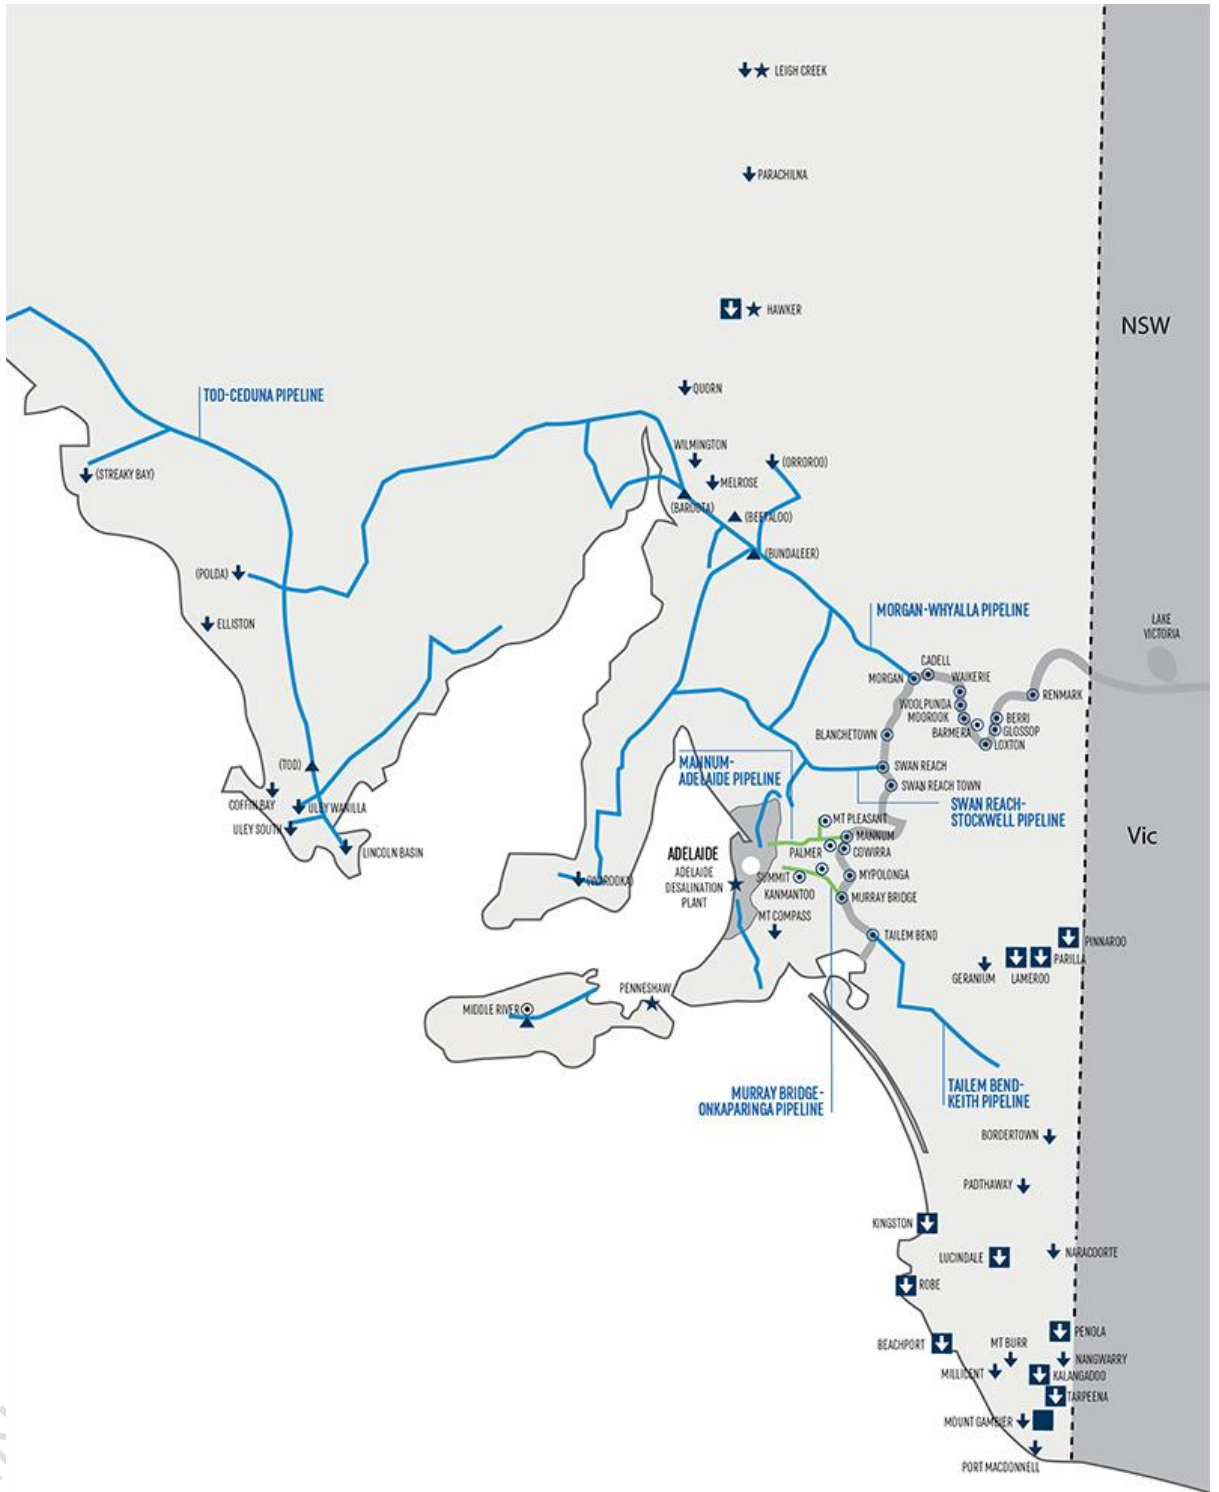 LEIGH CREEK
PARACHILNA
NSW
HAWKER
QUORN
TOD-CEDUNA PIPELINE
WILMINGTON
(ORROROO)
(STREAKY BAY)
MELROSE
(BAROOTA)
(BEETALOO)
(BUNDALEER)
(POLDA)
MORGAN-WHYALLA PIPELINE
ELLISTON
LAKE
VICTORIA
CADELL
MORGAN
WAIKERIE
RENMARK
WOOLPUNDA
MOOROOK
BERRI
BARMERA
GLOSSOP
LOXTON
BLANCHETOWN
(TOD)
MANNUM-
ADELAIDE PIPELINE
SWAN REACH
SWAN REACH TOWN
COFFIN BAY
ULEY WANILLA
SWAN REACH-
STOCKWELL PIPELINE
ULEY SOUTH
MT PLEASANT
MANNUM
Vic
LINCOLN BASIN
ADELAIDE
PALMER
COWIRRA
ADELAIDE
DESALINATION
PLANT
SUMMIT
MYPOLONGA
(WAROOKA)
KANMANTOO
MURRAY BRIDGE
MT COMPASS
TAILEM BEND
PINNAROO
PARILLA
GERANIUM
LAMEROO
PENNESHAW
MIDDLE RIVER
MURRAY BRIDGE-
ONKAPARINGA PIPELINE
TAILEM BEND-
KEITH PIPELINE
BORDERTOWN
PADTHAWAY
KINGSTON
LUCINDALE
NARACOORTE
ROBE
PENOLA
BEACHPORT
MT BURR
NANGWARRY
MILLICENT
KALANGADOO
TARPEENA
MOUNT GAMBIER
PORT MACDONNELL